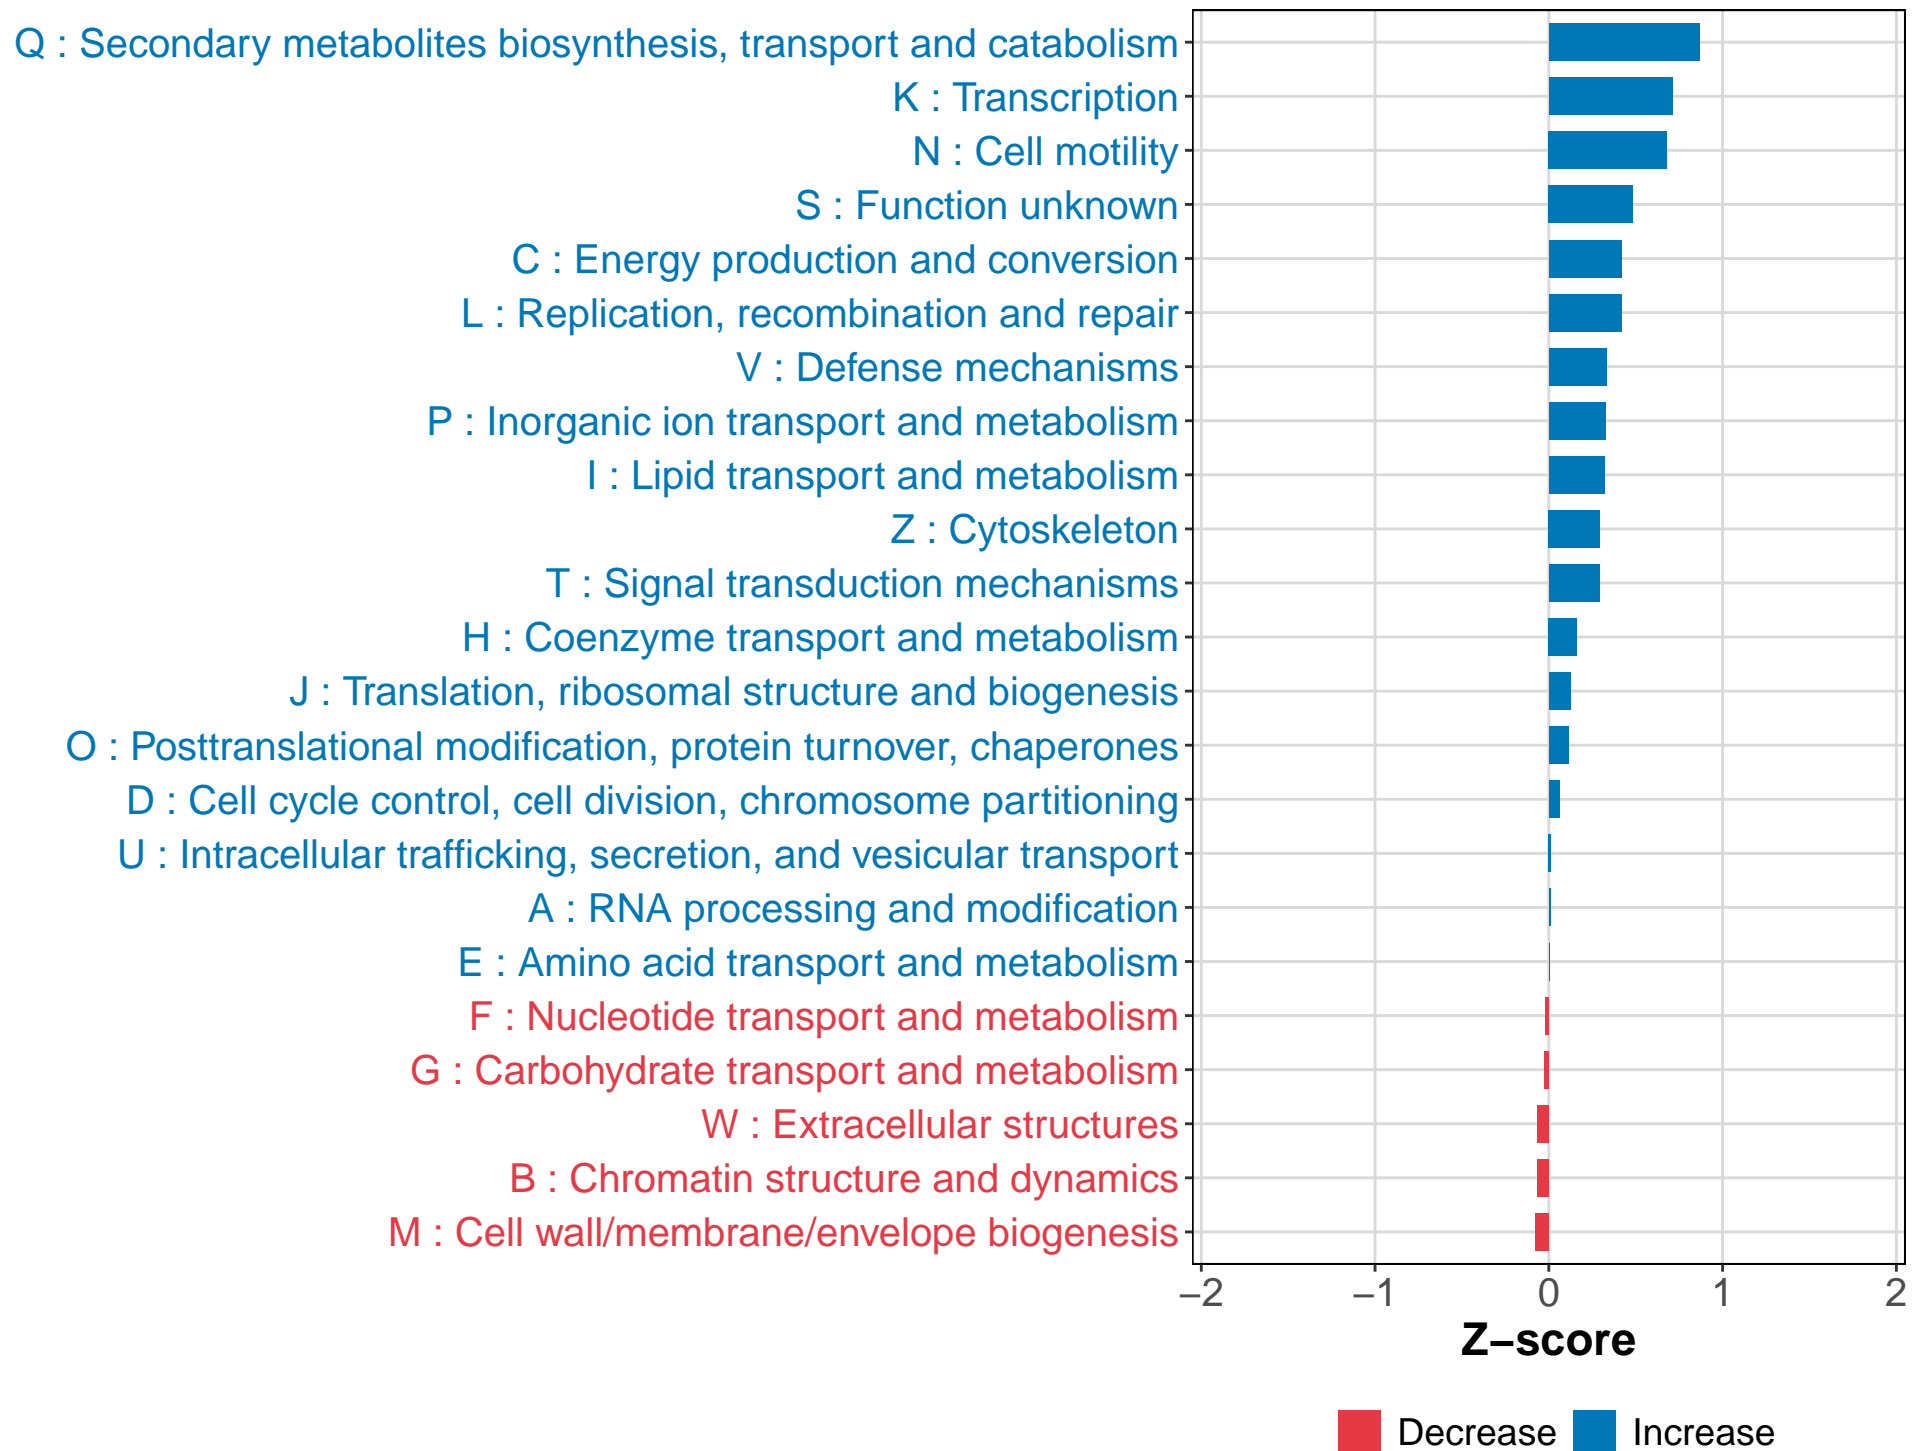 Q : Secondary metabolites biosynthesis, transport and catabolism
K : Transcription
N : Cell motility
S : Function unknown
C : Energy production and conversion
L : Replication, recombination and repair
V : Defense mechanisms
P : Inorganic ion transport and metabolism
I : Lipid transport and metabolism
Z : Cytoskeleton
T : Signal transduction mechanisms
H : Coenzyme transport and metabolism
J : Translation, ribosomal structure and biogenesis
O : Posttranslational modification, protein turnover, chaperones
D : Cell cycle control, cell division, chromosome partitioning
U : Intracellular trafficking, secretion, and vesicular transport
A : RNA processing and modification
E : Amino acid transport and metabolism
F : Nucleotide transport and metabolism
G : Carbohydrate transport and metabolism
W : Extracellular structures
B : Chromatin structure and dynamics
M : Cell wall/membrane/envelope biogenesis
−2 −1 0 1 2
Z−score
Decrease Increase